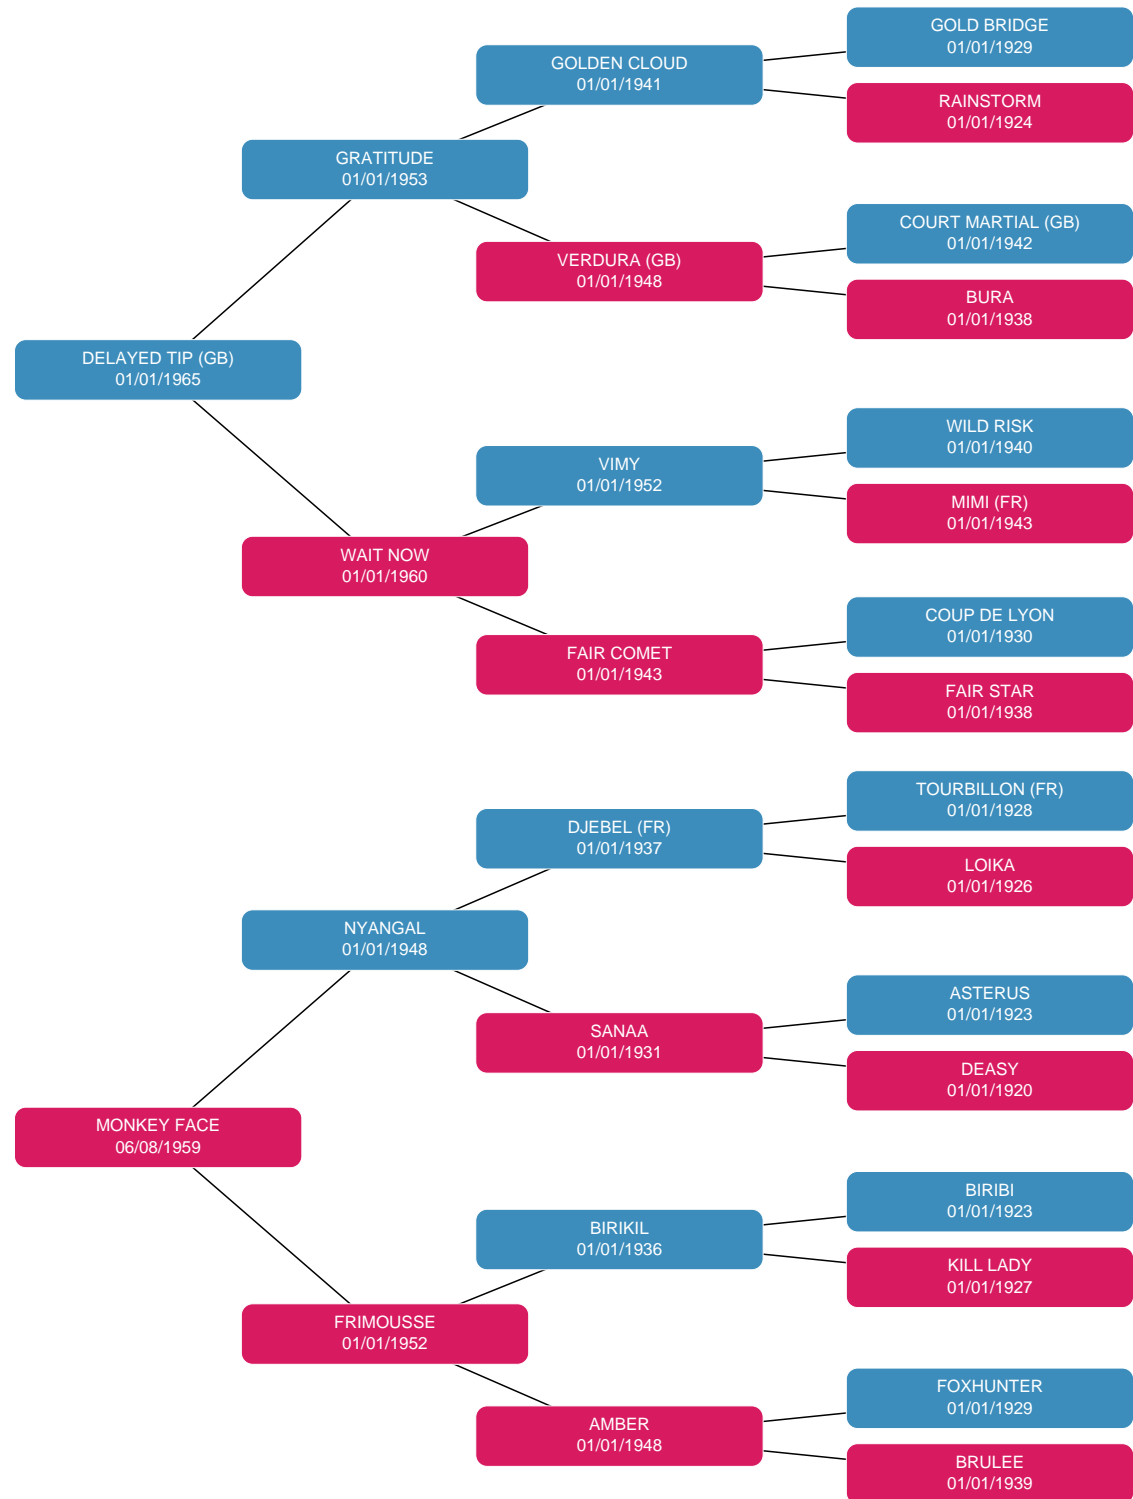 GOLD BRIDGE
01/01/1929
GOLDEN CLOUD
01/01/1941
RAINSTORM
01/01/1924
GRATITUDE
01/01/1953
COURT MARTIAL (GB)
01/01/1942
VERDURA (GB)
01/01/1948
BURA
01/01/1938
DELAYED TIP (GB)
01/01/1965
WILD RISK
01/01/1940
VIMY
01/01/1952
MIMI (FR)
01/01/1943
WAIT NOW
01/01/1960
COUP DE LYON
01/01/1930
FAIR COMET
01/01/1943
FAIR STAR
01/01/1938
TOURBILLON (FR)
01/01/1928
DJEBEL (FR)
01/01/1937
LOIKA
01/01/1926
NYANGAL
01/01/1948
ASTERUS
01/01/1923
SANAA
01/01/1931
DEASY
01/01/1920
MONKEY FACE
06/08/1959
BIRIBI
01/01/1923
BIRIKIL
01/01/1936
KILL LADY
01/01/1927
FRIMOUSSE
01/01/1952
FOXHUNTER
01/01/1929
AMBER
01/01/1948
BRULEE
01/01/1939